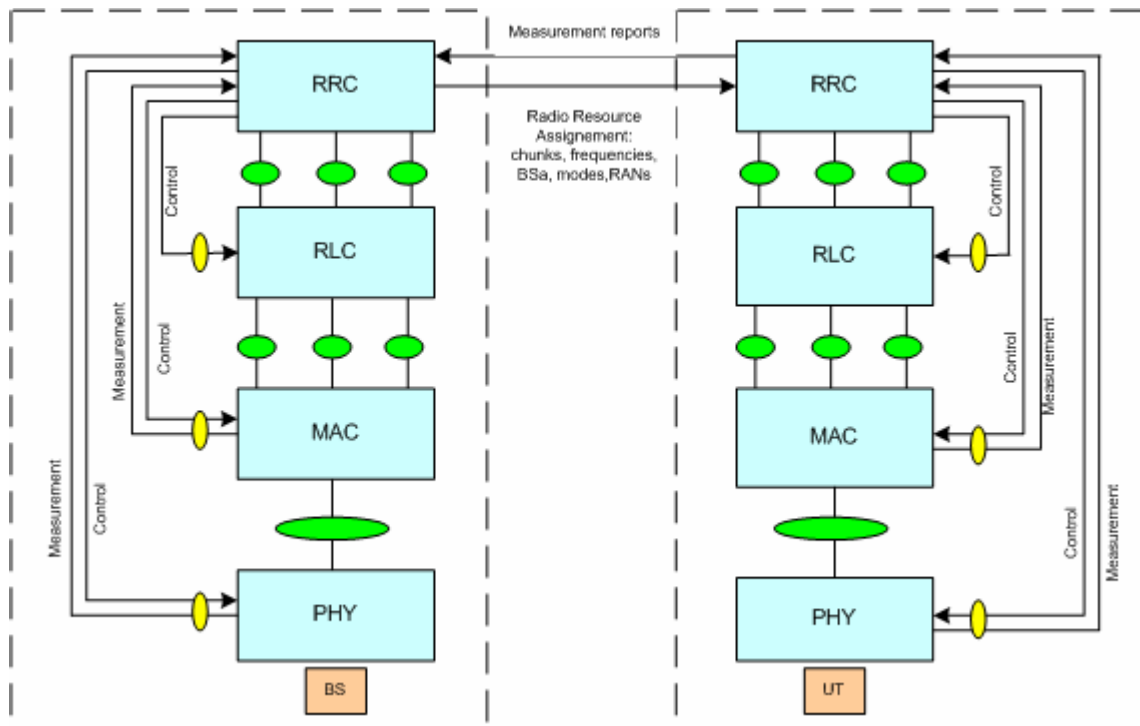 Measurement reports
RRC
RRC
Radio Resource
Assignement:
chunks, frequencies,
BSa, modes,RANs
Control
Control
RLC
RLC
Measurement
Control
Control
Measurement
MAC
MAC
Measurement
Control
Control
Measurement
PHY
PHY
BS
UT